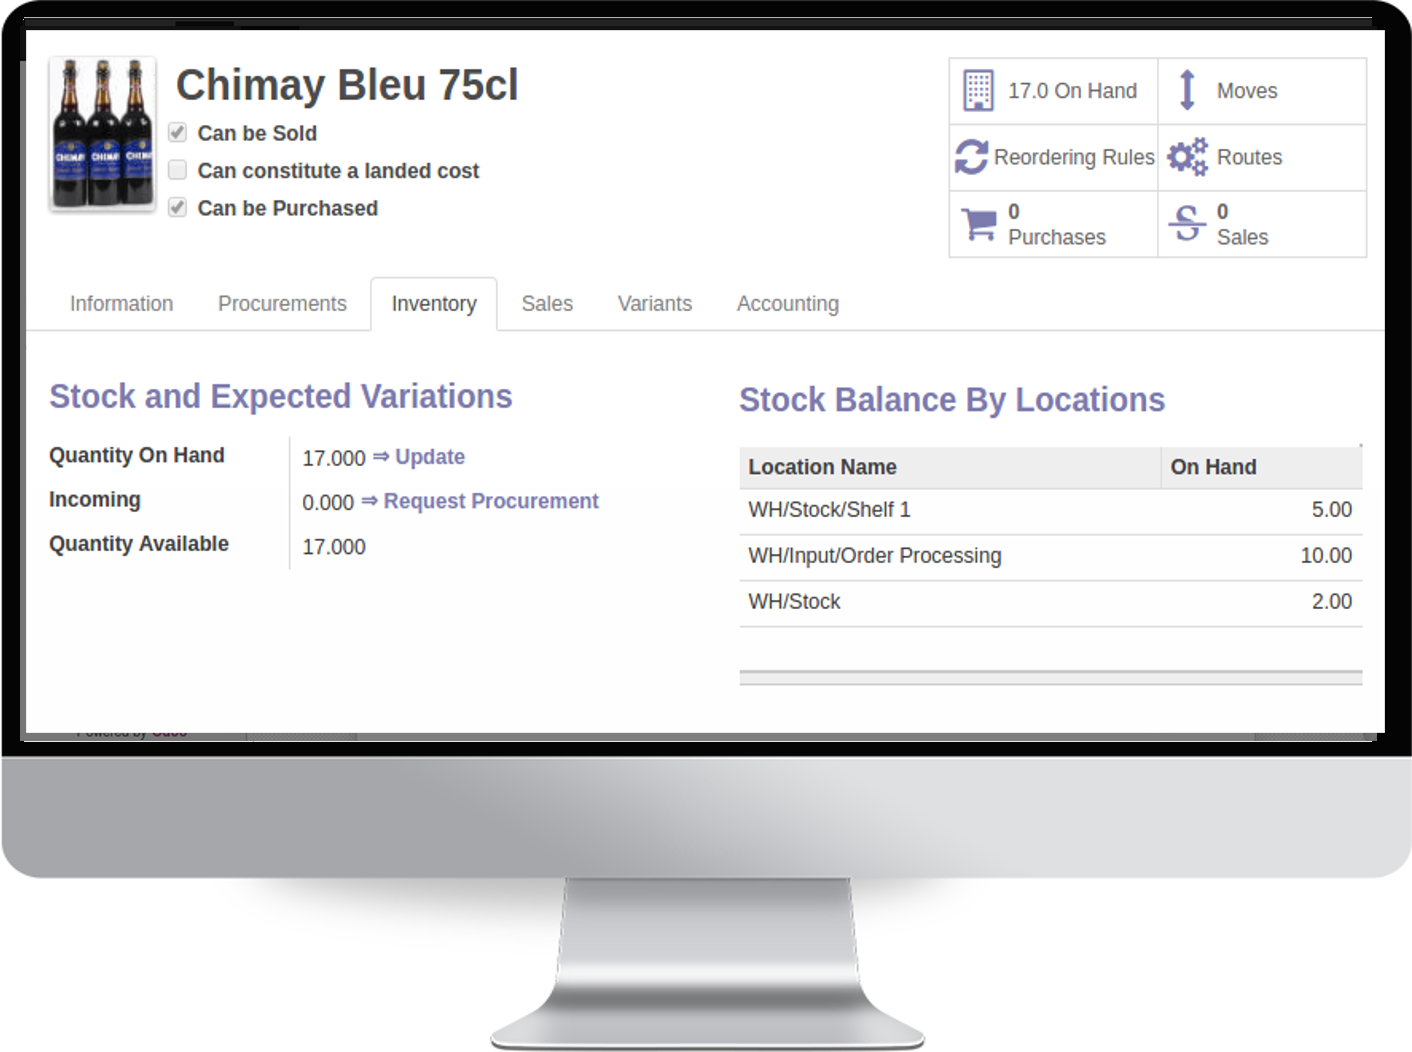 Chimay Bleu 75cl
Can be Sold
Can constitute a landed cost
Can be Purchased
17.0 On Hand
Moves
Reordering Rules
Routes
0
Purchases
0
Sales
CHIMAY CHIMAY CHIMAY
Information Procurements Inventory Sales Variants Accounting
Stock and Expected Variations
Quantity On Hand 17.000 ⇒ Update
Incoming 0.000 ⇒ Request Procurement
Quantity Available 17.000
Stock Balance By Locations
Location Name On Hand
WH/Stock/Shelf 1 5.00
WH/Input/Order Processing 10.00
WH/Stock 2.00
Powered by Odoo